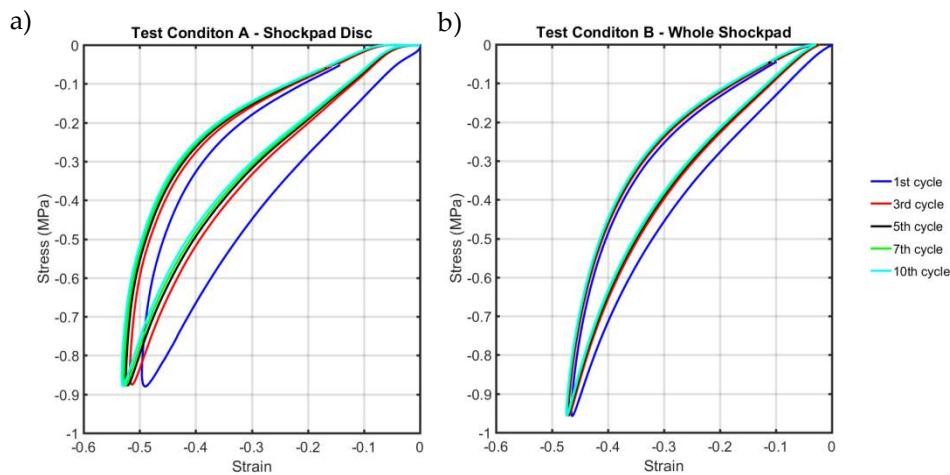 a)
Test Conditon A - Shockpad Disc
0
-0.1
-0.2
-0.3
-0.4
-0.5
-0.6
-0.7
-0.8
-0.9
-1
Stress (MPa)
-0.6 -0.5 -0.4 -0.3 -0.2 -0.1 0
Strain
b)
Test Conditon B - Whole Shockpad
0
-0.1
-0.2
-0.3
-0.4
-0.5
-0.6
-0.7
-0.8
-0.9
-1
Stress (MPa)
-0.6 -0.5 -0.4 -0.3 -0.2 -0.1 0
Strain
1st cycle
3rd cycle
5th cycle
7th cycle
10th cycle